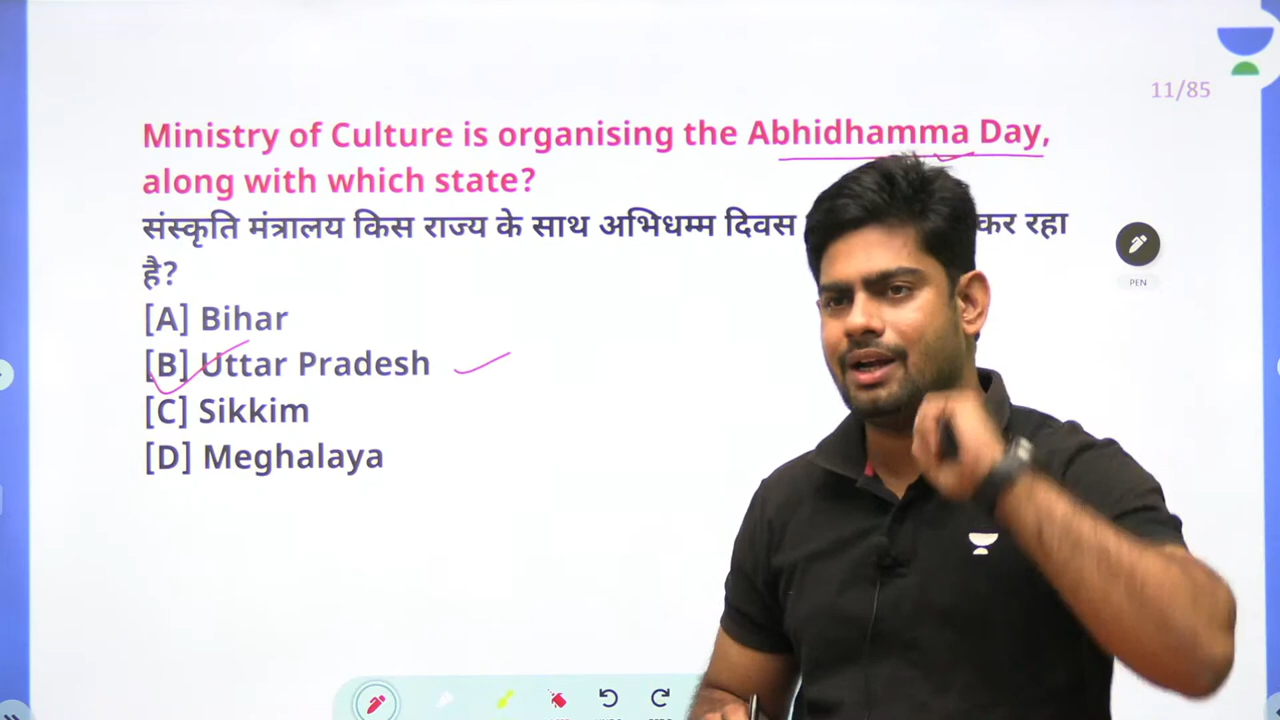 11/85
Ministry of Culture is organising the Abhidhamma Day,
along with which state?
संस्कृति मंत्रालय किस राज्य के साथ अभिधम्म दिवस कर रहा
है?
[A] Bihar
[B] Uttar Pradesh
[C] Sikkim
[D] Meghalaya
PEN